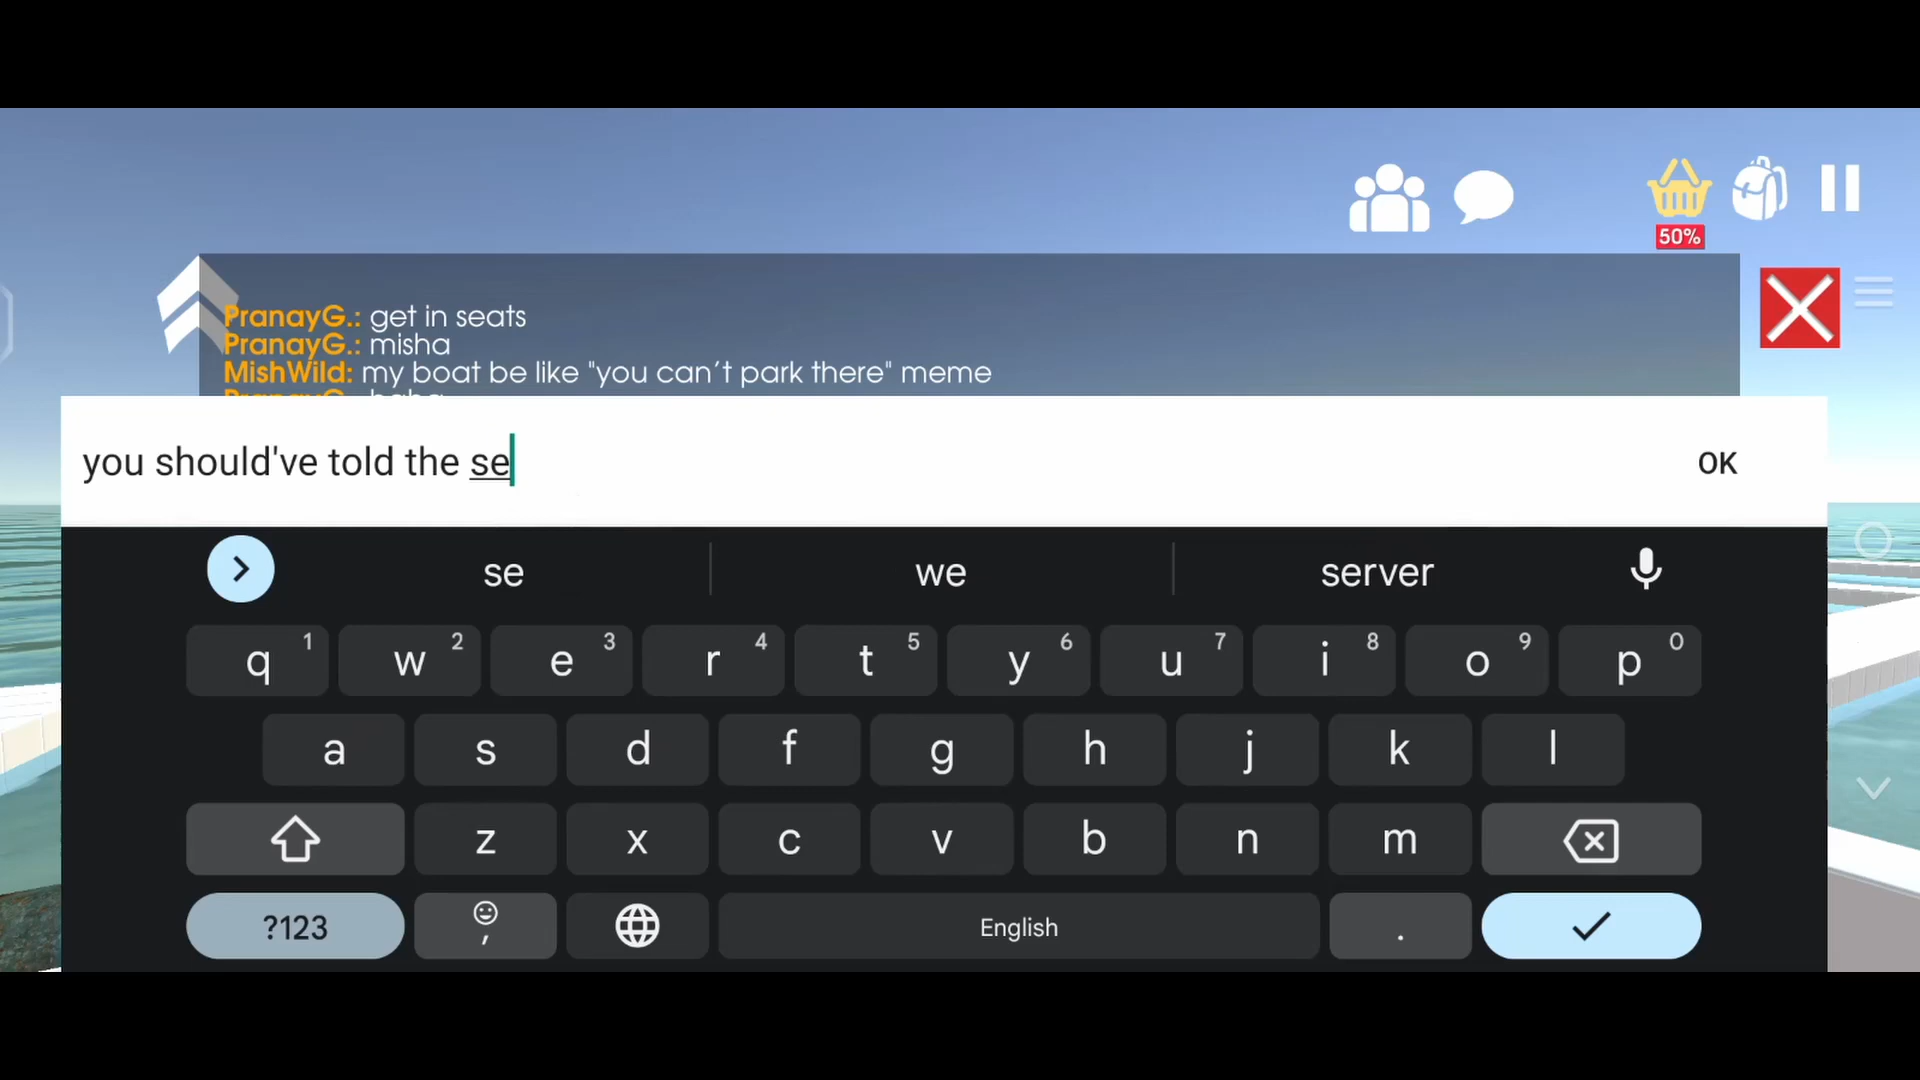 50%
PranayG.: get in seats
PranayG.: misha
MishWild: my boat be like "you can’t park there" meme
you should've told the se
OK
se we server
q 1 w 2 e 3 r 4 t 5 y 6 u 7 i 8 o 9 p 0
a s d f g h j k l
z x c v b n m
?123 , English .